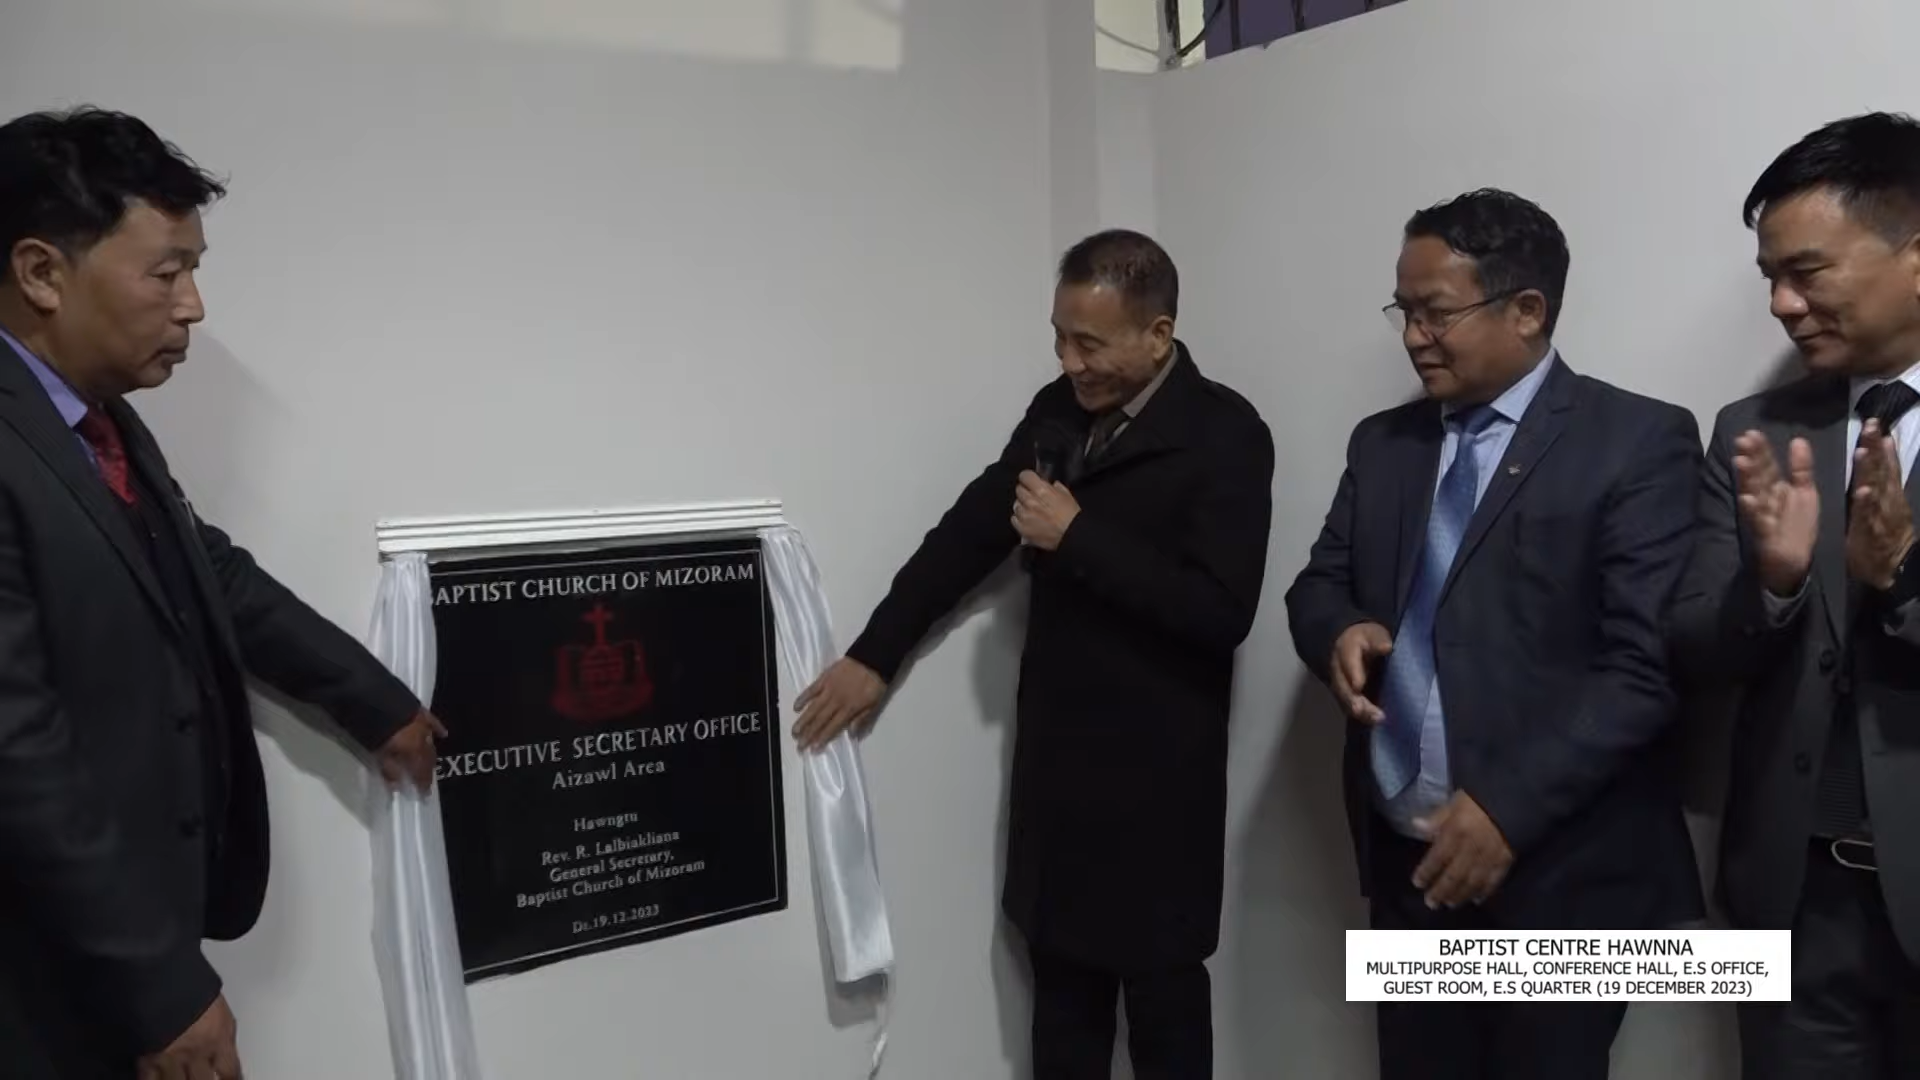 BAPTIST CHURCH OF MIZORAM
EXECUTIVE SECRETARY OFFICE
Aizawl Area
Hawngtu
Rev. R. Lalbiakliana
General Secretary,
Baptist Church of Mizoram
Dt.19.12.2023
BAPTIST CENTRE HAWNNA
MULTIPURPOSE HALL, CONFERENCE HALL, E.S OFFICE,
GUEST ROOM, E.S QUARTER (19 DECEMBER 2023)